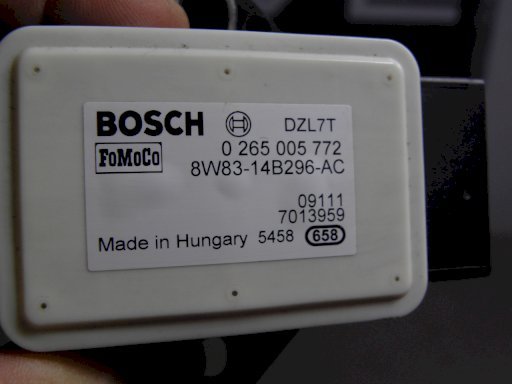 BOSCH DZL7T
FoMoCo 0 265 005 772
8W83-14B296-AC
09111
7013959
Made in Hungary 5458 658